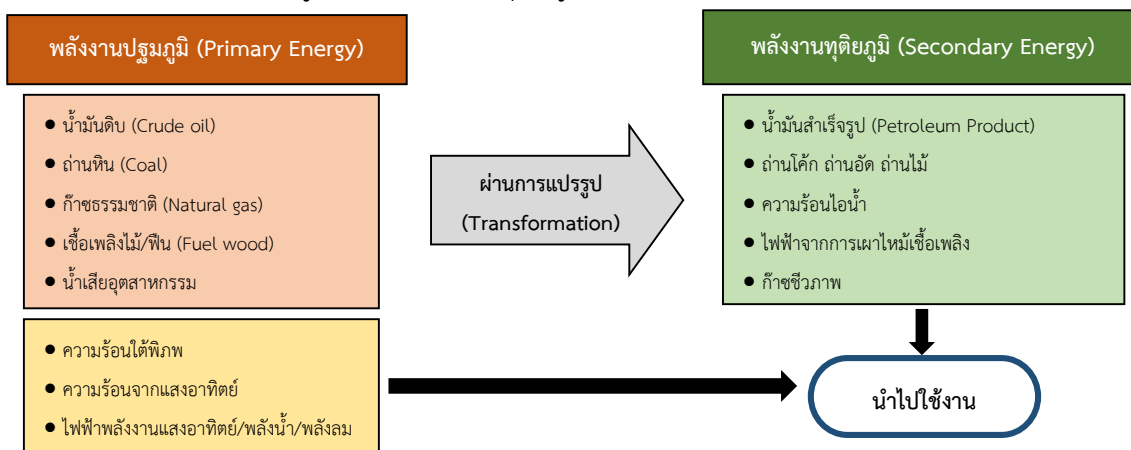 พลังงานปฐมภูมิ (Primary Energy)
● น้ำมันดิบ (Crude oil)
● ถ่านหิน (Coal)
● ก๊าซธรรมชาติ (Natural gas)
● เชื้อเพลิงไม้/ฟืน (Fuel wood)
● น้ำเสียอุตสาหกรรม
● ความร้อนใต้พิภพ
● ความร้อนจากแสงอาทิตย์
● ไฟฟ้าพลังงานแสงอาทิตย์/พลังน้ำ/พลังลม
ผ่านการแปรรูป
(Transformation)
พลังงานทุติยภูมิ (Secondary Energy)
● น้ำมันสำเร็จรูป (Petroleum Product)
● ถ่านโค้ก ถ่านอัด ถ่านไม้
● ความร้อนไอน้ำ
● ไฟฟ้าจากการเผาไหม้เชื้อเพลิง
● ก๊าซชีวภาพ
นำไปใช้งาน